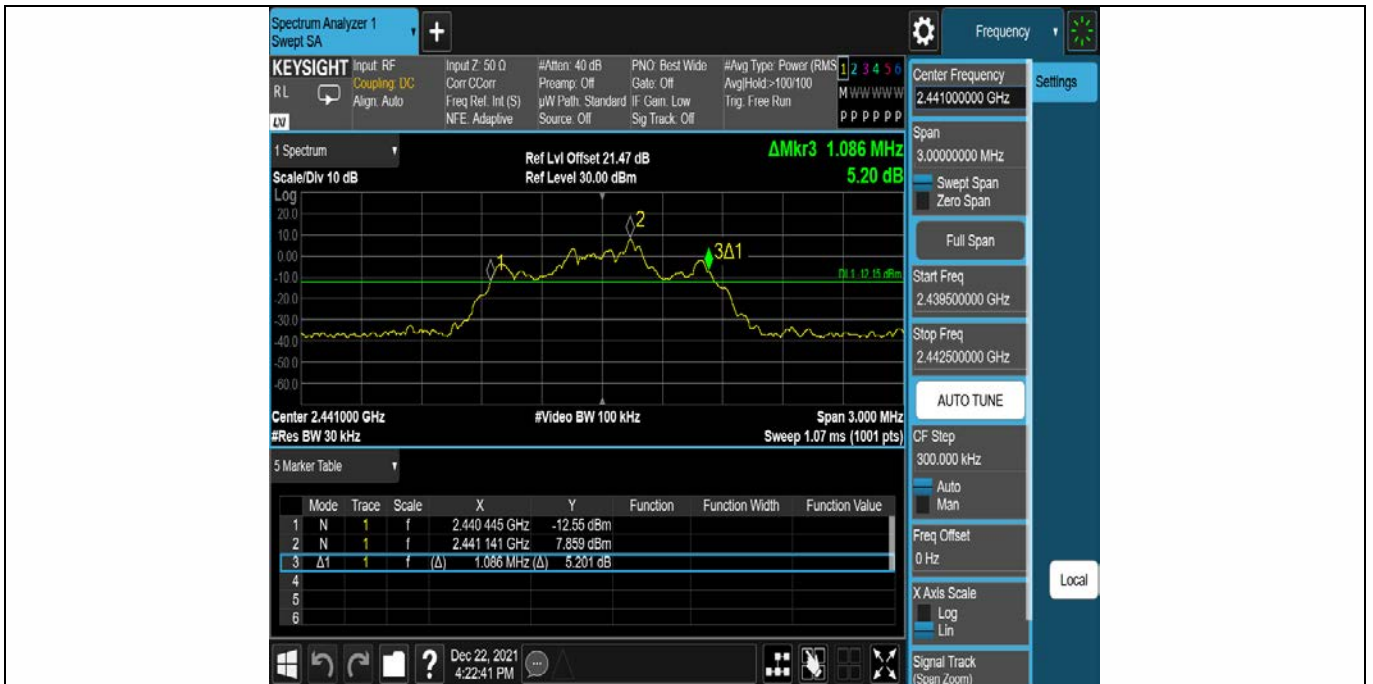 Spectrum Analyzer 1
Swept SA
+
Frequency
KEYSIGHT
RL
LXI
Input: RF
Coupling: DC
Align: Auto
Input Z: 50 Ω
Corr CCorr
Freq Ref: Int (S)
NFE: Adaptive
#Atten: 40 dB
Preamp: Off
µW Path: Standard
Source: Off
PNO: Best Wide
Gate: Off
IF Gain: Low
Sig Track: Off
#Avg Type: Power (RMS
Avg|Hold:>100/100
Trig: Free Run
1 2 3 4 5 6
M W W W W W
P P P P P P
1 Spectrum
Scale/Div 10 dB
Ref Lvl Offset 21.47 dB
Ref Level 30.00 dBm
ΔMkr3 1.086 MHz
5.20 dB
Log
20.0
10.0
0.00
-10.0
-20.0
-30.0
-40.0
-50.0
-60.0
1
2
3Δ1
DL1 -12.15 dBm
Center 2.441000 GHz
#Video BW 100 kHz
Span 3.000 MHz
#Res BW 30 kHz
Sweep 1.07 ms (1001 pts)
5 Marker Table
Mode Trace Scale X Y Function Function Width Function Value
1 N 1 f 2.440 445 GHz -12.55 dBm
2 N 1 f 2.441 141 GHz 7.859 dBm
3 Δ1 1 f (Δ) 1.086 MHz (Δ) 5.201 dB
4
5
6
?
Dec 22, 2021
4:22:41 PM
Center Frequency
2.441000000 GHz
Span
3.00000000 MHz
Swept Span
Zero Span
Full Span
Start Freq
2.439500000 GHz
Stop Freq
2.442500000 GHz
AUTO TUNE
CF Step
300.000 kHz
Auto
Man
Freq Offset
0 Hz
X Axis Scale
Log
Lin
Signal Track
(Span Zoom)
Settings
Local